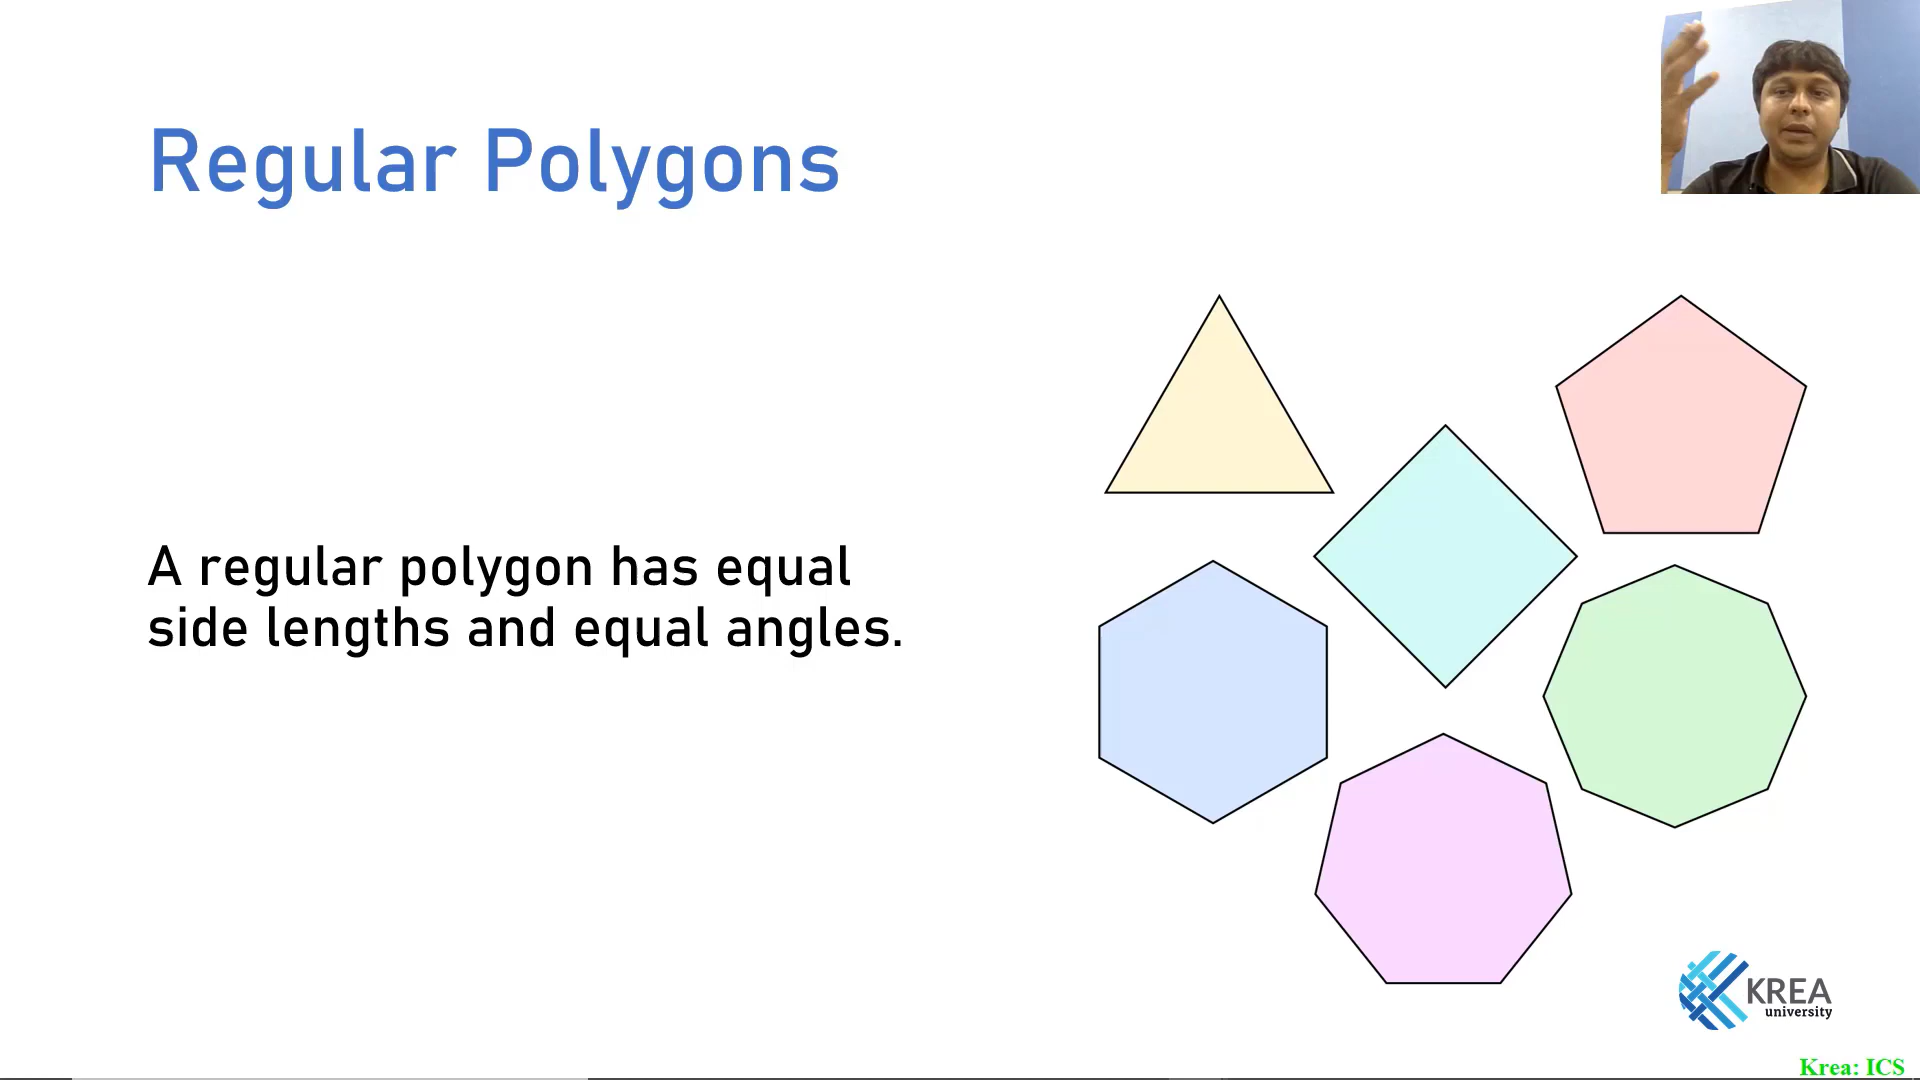 Regular Polygons
A regular polygon has equal
side lengths and equal angles.
KREA
university
Krea: ICS